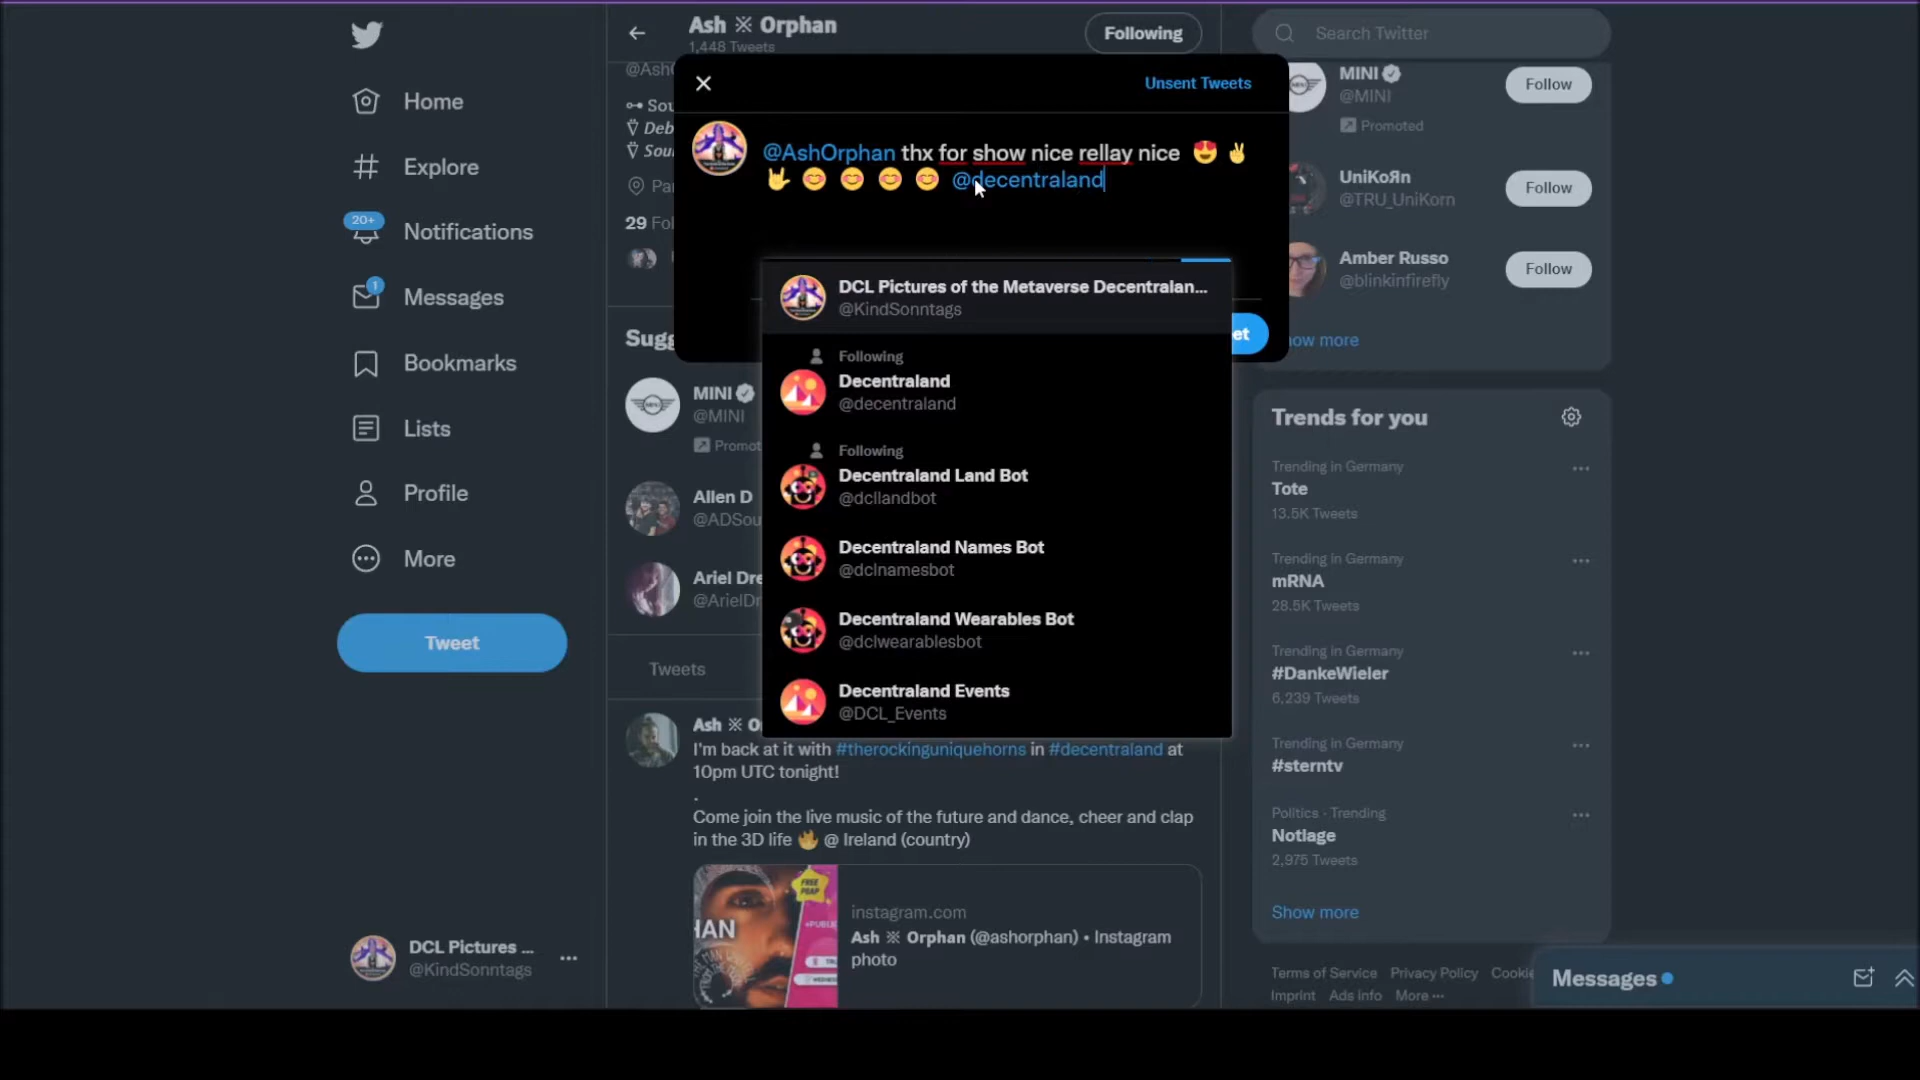 Home
Explore
20+
Notifications
1
Messages
Bookmarks
Lists
Profile
More
Tweet
DCL Pictures ...
@KindSonntags
Ash ※ Orphan
1,448 Tweets
Following
Unsent Tweets
@AshOrphan thx for show nice rellay nice 😍 ✌
🤟 😊 😊 😊 😊 @decentraland
29
DCL Pictures of the Metaverse Decentralan...
@KindSonntags
Following
Decentraland
@decentraland
Following
Decentraland Land Bot
@dcllandbot
Decentraland Names Bot
@dclnamesbot
Decentraland Wearables Bot
@dclwearablesbot
Decentraland Events
@DCL_Events
MINI
@MINI
Allen D
Tweets
I'm back at it with #therockinguniquehorns in #decentraland at
10pm UTC tonight!
.
Come join the live music of the future and dance, cheer and clap
in the 3D life 🔥 @ Ireland (country)
FREE
POAP
instagram.com
Ash ※ Orphan (@ashorphan) • Instagram
photo
Search Twitter
MINI
@MINI
Promoted
Follow
UniKoЯn
@TRU_UniKorn
Follow
Amber Russo
@blinkinfirefly
Follow
Trends for you
Trending in Germany
Tote
13.5K Tweets
Trending in Germany
mRNA
28.5K Tweets
Trending in Germany
#DankeWieler
6,239 Tweets
Trending in Germany
#sterntv
Politics · Trending
Notlage
2,975 Tweets
Show more
Terms of Service Privacy Policy
Imprint Ads info More ···
Messages